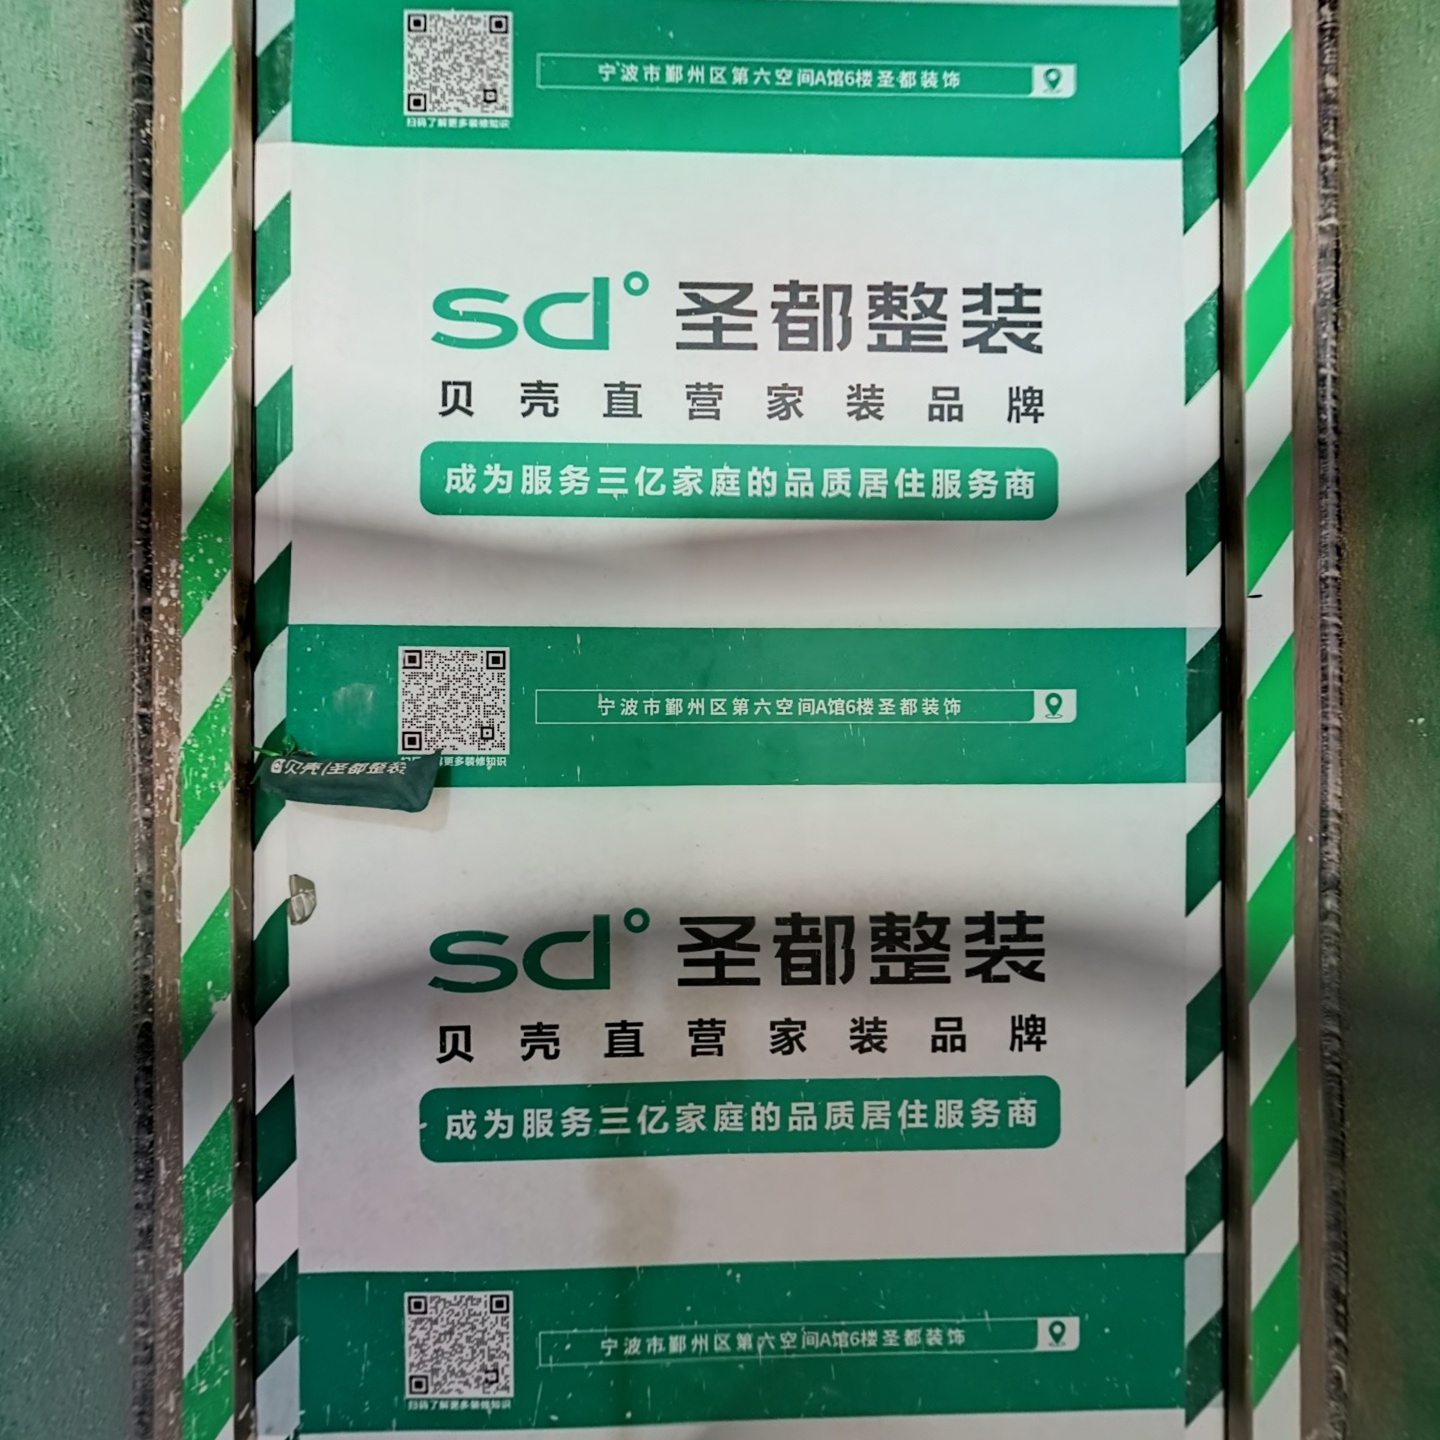 宁波市鄞州区第六空间A馆6楼圣都装饰
扫码了解更多装修知识
sd°圣都整装
贝壳直营家装品牌
成为服务三亿家庭的品质居住服务商
宁波市鄞州区第六空间A馆6楼圣都装饰
解更多装修知识
贝壳|圣都整装
sd°圣都整装
贝壳直营家装品牌
成为服务三亿家庭的品质居住服务商
宁波市鄞州区第六空间A馆6楼圣都装饰
扫码了解更多装修知识